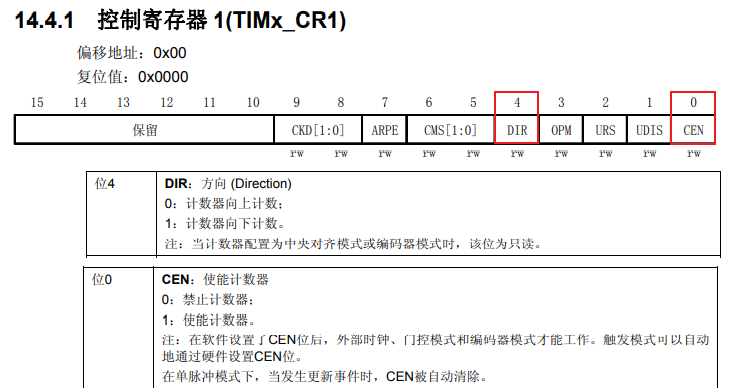 14.4.1 控制寄存器 1(TIMx_CR1)
偏移地址：0x00
复位值：0x0000
15 14 13 12 11 10 9 8 7 6 5 4 3 2 1 0
保留 CKD[1:0] ARPE CMS[1:0] DIR OPM URS UDIS CEN
rw rw rw rw rw rw rw rw rw rw
位4 DIR：方向 (Direction)
0：计数器向上计数；
1：计数器向下计数。
注：当计数器配置为中央对齐模式或编码器模式时，该位为只读。
位0 CEN：使能计数器
0：禁止计数器；
1：使能计数器。
注：在软件设置了CEN位后，外部时钟、门控模式和编码器模式才能工作。触发模式可以自动
地通过硬件设置CEN位。
在单脉冲模式下，当发生更新事件时，CEN被自动清除。